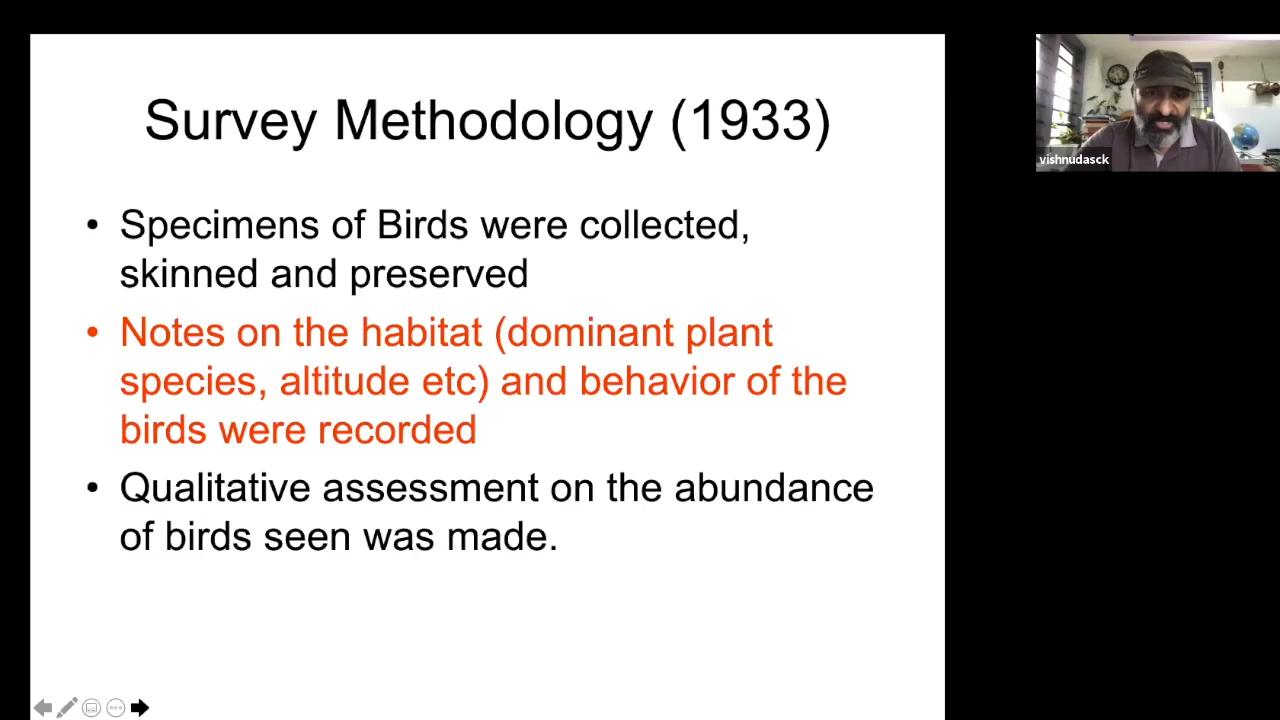 Survey Methodology (1933)
• Specimens of Birds were collected,
skinned and preserved
• Notes on the habitat (dominant plant
species, altitude etc) and behavior of the
birds were recorded
• Qualitative assessment on the abundance
of birds seen was made.
vishnudasck